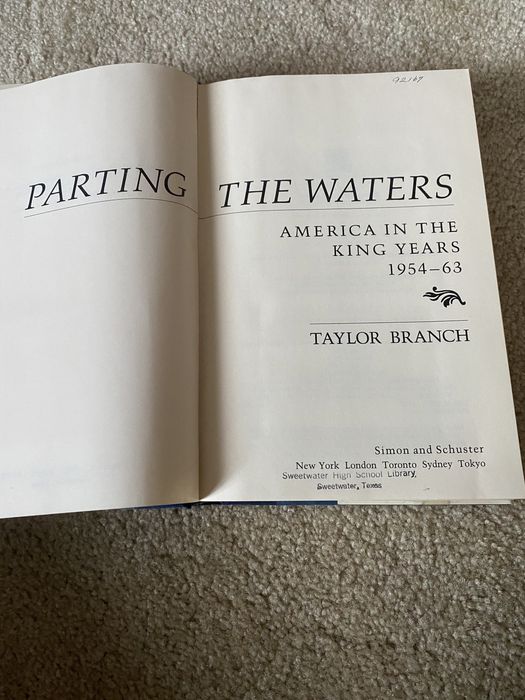 92167
PARTING THE WATERS
AMERICA IN THE
KING YEARS
1954–63
TAYLOR BRANCH
Simon and Schuster
New York London Toronto Sydney Tokyo
Sweetwater High School Library,
Sweetwater, Texas